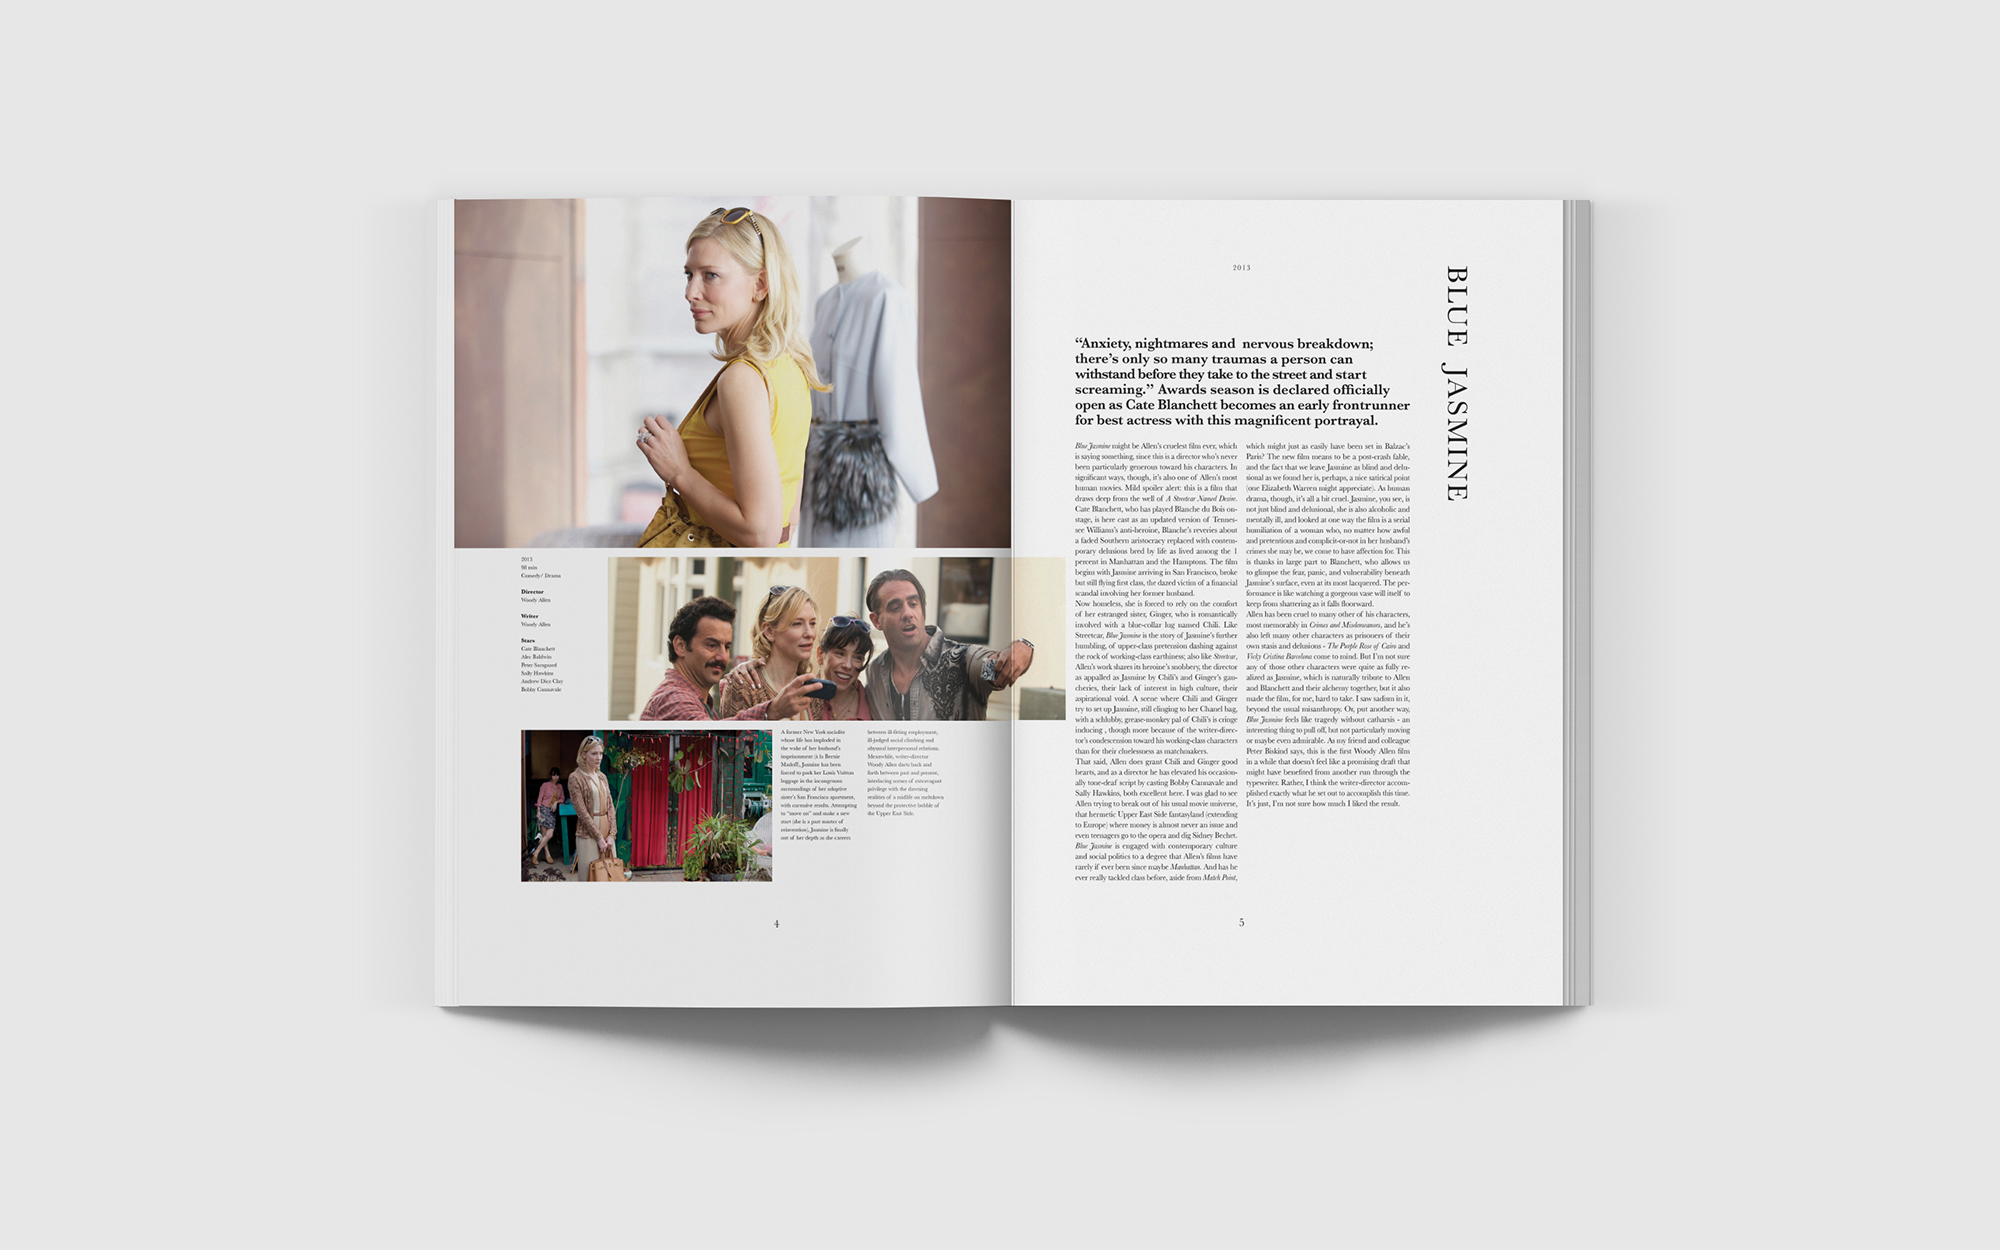 2013
98 min
Comedy/ Drama
Director
Woody Allen
Writer
Woody Allen
Stars
Cate Blanchett
Alec Baldwin
Peter Sarsgaard
Sally Hawkins
Andrew Dice Clay
Bobby Cannavale
A former New York socialite
whose life has imploded in
the wake of her husband's
imprisonment (à la Bernie
Madoff), Jasmine has been
forced to park her Louis Vuitton
luggage in the incongruous
surroundings of her adoptive
sister's San Francisco apartment,
with corrosive results. Attempting
to "move on" and make a new
start (she is a past master of
reinvention), Jasmine is finally
out of her depth as she careers
between ill-fitting employment,
ill-judged social climbing and
abysmal interpersonal relations.
Meanwhile, writer-director
Woody Allen darts back and
forth between past and present,
interlacing scenes of extravagant
privilege with the dawning
realities of a midlife on meltdown
beyond the protective bubble of
the Upper East Side.
4
2013
BLUE JASMINE
“Anxiety, nightmares and nervous breakdown;
there’s only so many traumas a person can
withstand before they take to the street and start
screaming.” Awards season is declared officially
open as Cate Blanchett becomes an early frontrunner
for best actress with this magnificent portrayal.
Blue Jasmine might be Allen's cruelest film ever, which
is saying something, since this is a director who's never
been particularly generous toward his characters. In
significant ways, though, it's also one of Allen's most
human movies. Mild spoiler alert: this is a film that
draws deep from the well of A Streetcar Named Desire.
Cate Blanchett, who has played Blanche du Bois on-
stage, is here cast as an updated version of Tennes-
see Williams's anti-heroine, Blanche's reveries about
a faded Southern aristocracy replaced with contem-
porary delusions bred by life as lived among the 1
percent in Manhattan and the Hamptons. The film
begins with Jasmine arriving in San Francisco, broke
but still flying first class, the dazed victim of a financial
scandal involving her former husband.
Now homeless, she is forced to rely on the comfort
of her estranged sister, Ginger, who is romantically
involved with a blue-collar lug named Chili. Like
Streetcar, Blue Jasmine is the story of Jasmine's further
humbling, of upper-class pretension dashing against
the rock of working-class earthiness; also like Streetcar,
Allen's work shares its heroine's snobbery, the director
as appalled as Jasmine by Chili's and Ginger's gau-
cheries, their lack of interest in high culture, their
aspirational void. A scene where Chili and Ginger
try to set up Jasmine, still clinging to her Chanel bag,
with a schlubby, grease-monkey pal of Chili's is cringe
inducing , though more because of the writer-direc-
tor's condescension toward his working-class characters
than for their cluelessness as matchmakers.
That said, Allen does grant Chili and Ginger good
hearts, and as a director he has elevated his occasion-
ally tone-deaf script by casting Bobby Cannavale and
Sally Hawkins, both excellent here. I was glad to see
Allen trying to break out of his usual movie universe,
that hermetic Upper East Side fantasyland (extending
to Europe) where money is almost never an issue and
even teenagers go to the opera and dig Sidney Bechet.
Blue Jasmine is engaged with contemporary culture
and social politics to a degree that Allen's films have
rarely if ever been since maybe Manhattan. And has he
ever really tackled class before, aside from Match Point,
which might just as easily have been set in Balzac's
Paris? The new film means to be a post-crash fable,
and the fact that we leave Jasmine as blind and delu-
sional as we found her is, perhaps, a nice satirical point
(one Elizabeth Warren might appreciate). As human
drama, though, it's all a bit cruel. Jasmine, you see, is
not just blind and delusional, she is also alcoholic and
mentally ill, and looked at one way the film is a serial
humiliation of a woman who, no matter how awful
and pretentious and complicit-or-not in her husband's
crimes she may be, we come to have affection for. This
is thanks in large part to Blanchett, who allows us
to glimpse the fear, panic, and vulnerability beneath
Jasmine's surface, even at its most lacquered. The per-
formance is like watching a gorgeous vase will itself to
keep from shattering as it falls floorward.
Allen has been cruel to many other of his characters,
most memorably in Crimes and Misdemeanors, and he's
also left many other characters as prisoners of their
own stasis and delusions - The Purple Rose of Cairo and
Vicky Cristina Barcelona come to mind. But I'm not sure
any of those other characters were quite as fully re-
alized as Jasmine, which is naturally tribute to Allen
and Blanchett and their alchemy together, but it also
made the film, for me, hard to take. I saw sadism in it,
beyond the usual misanthropy. Or, put another way,
Blue Jasmine feels like tragedy without catharsis - an
interesting thing to pull off, but not particularly moving
or maybe even admirable. As my friend and colleague
Peter Biskind says, this is the first Woody Allen film
in a while that doesn't feel like a promising draft that
might have benefited from another run through the
typewriter. Rather, I think the writer-director accom-
plished exactly what he set out to accomplish this time.
It's just, I'm not sure how much I liked the result.
5